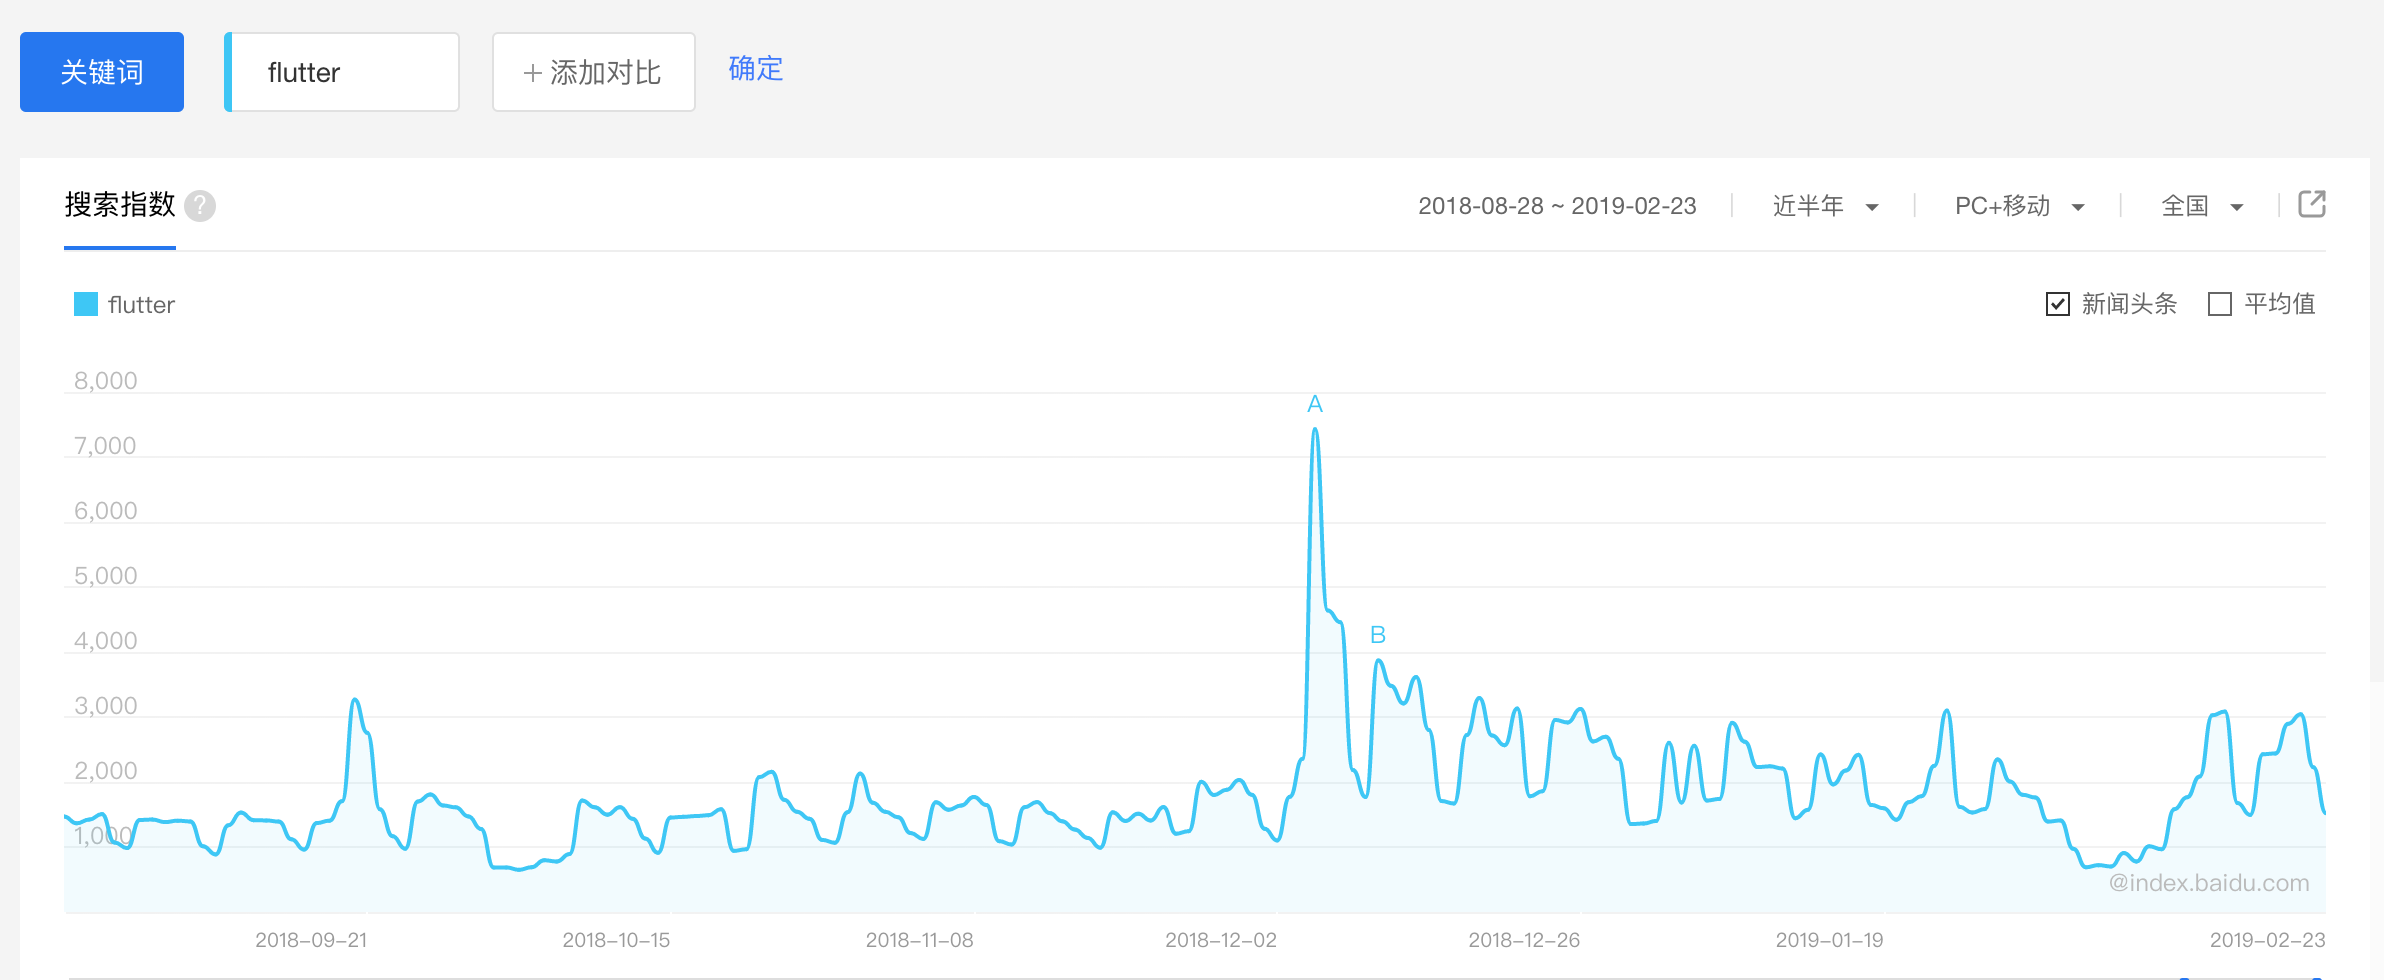 关键词 flutter + 添加对比 确定
搜索指数 ? 2018-08-28 ~ 2019-02-23 近半年 PC+移动 全国
flutter 新闻头条 平均值
8,000
A
7,000
6,000
5,000
4,000
B
3,000
2,000
1,000
@index.baidu.com
2018-09-21 2018-10-15 2018-11-08 2018-12-02 2018-12-26 2019-01-19 2019-02-23